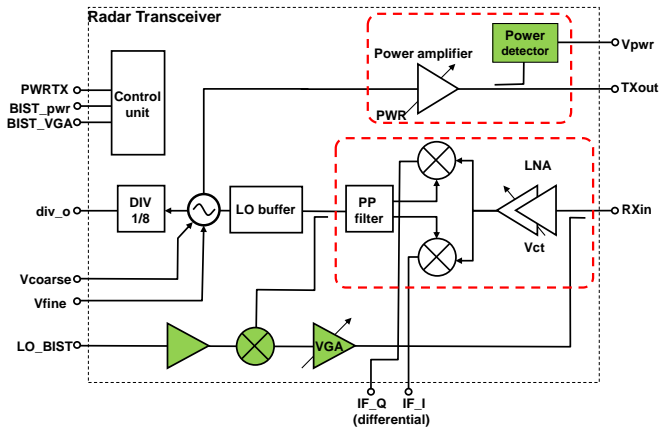 Radar Transceiver
Power
detector
Vpwr
Power amplifier
PWRTX
BIST_pwr
BIST_VGA
Control
unit
PWR
TXout
LNA
div_o
DIV
1/8
LO buffer
PP
filter
RXin
Vct
Vcoarse
Vfine
LO_BIST
VGA
IF_Q
IF_I
(differential)